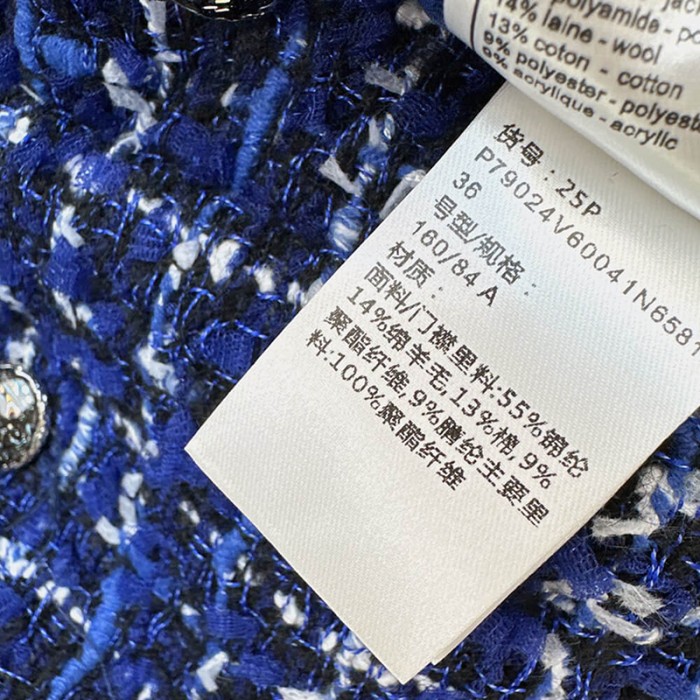 jack
polyamide - po
14% laine - wool
13% coton - cotton
9% polyester - polyest
9% acrylique - acrylic
货号：25P
P79024V60041N6581
36
号型/规格：
160/84 A
材质：
面料/门襟里料:55%锦纶
14%绵羊毛,13%棉,9%
聚酯纤维,9%腈纶主要里
料:100%聚酯纤维